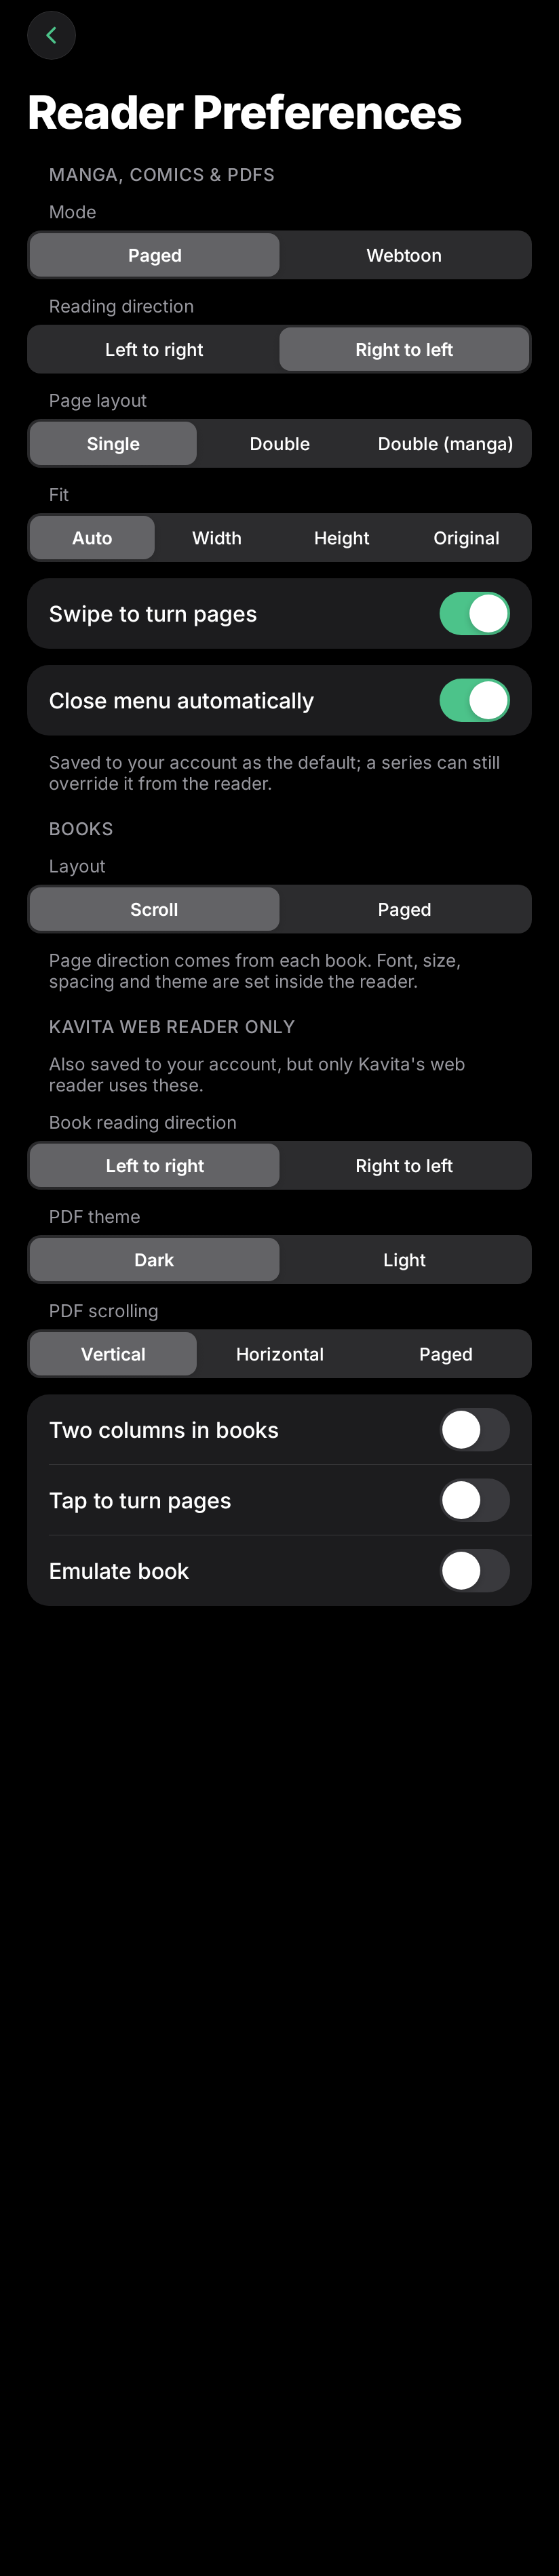 Reader Preferences
MANGA, COMICS & PDFS
Mode
Paged
Webtoon
Reading direction
Left to right
Right to left
Page layout
Single
Double
Double (manga)
Fit
Auto
Width
Height
Original
Swipe to turn pages
Close menu automatically
Saved to your account as the default; a series can still
override it from the reader.
BOOKS
Layout
Scroll
Paged
Page direction comes from each book. Font, size,
spacing and theme are set inside the reader.
KAVITA WEB READER ONLY
Also saved to your account, but only Kavita's web
reader uses these.
Book reading direction
Left to right
Right to left
PDF theme
Dark
Light
PDF scrolling
Vertical
Horizontal
Paged
Two columns in books
Tap to turn pages
Emulate book